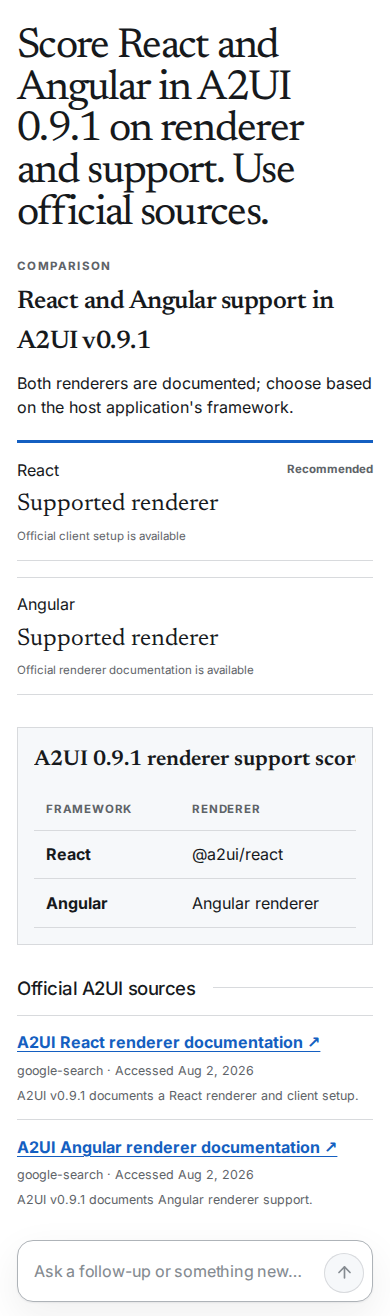 Score React and
Angular in A2UI
0.9.1 on renderer
and support. Use
official sources.
COMPARISON
React and Angular support in
A2UI v0.9.1
Both renderers are documented; choose based
on the host application's framework.
React
Recommended
Supported renderer
Official client setup is available
Angular
Supported renderer
Official renderer documentation is available
A2UI 0.9.1 renderer support scor
FRAMEWORK RENDERER
React @a2ui/react
Angular Angular renderer
Official A2UI sources
A2UI React renderer documentation ↗
google-search · Accessed Aug 2, 2026
A2UI v0.9.1 documents a React renderer and client setup.
A2UI Angular renderer documentation ↗
google-search · Accessed Aug 2, 2026
A2UI v0.9.1 documents Angular renderer support.
Ask a follow-up or something new...